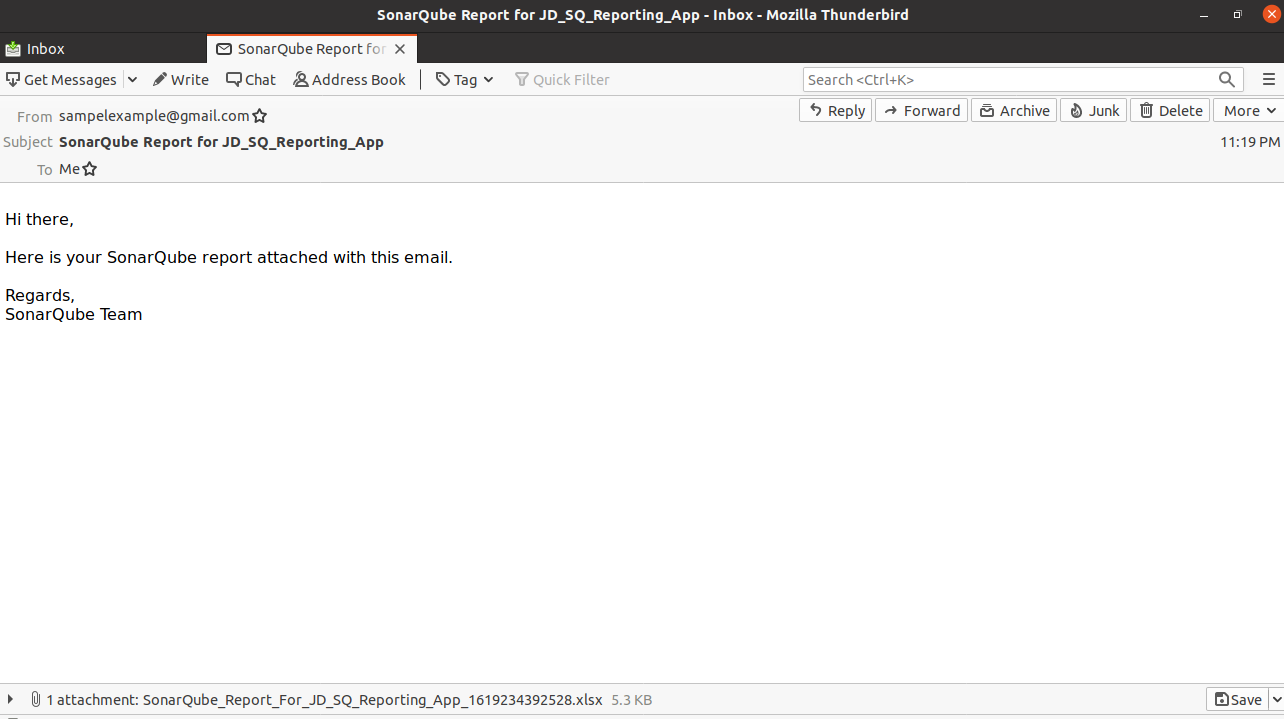 SonarQube Report for JD_SQ_Reporting_App - Inbox - Mozilla Thunderbird
Inbox
SonarQube Report for
Get Messages
Write
Chat
Address Book
Tag
Quick Filter
Search <Ctrl+K>
From sampelexample@gmail.com
Reply
Forward
Archive
Junk
Delete
More
Subject SonarQube Report for JD_SQ_Reporting_App
11:19 PM
To Me
Hi there,
Here is your SonarQube report attached with this email.
Regards,
SonarQube Team
1 attachment: SonarQube_Report_For_JD_SQ_Reporting_App_1619234392528.xlsx 5.3 KB
Save